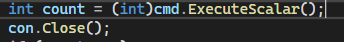 int count = (int)cmd.ExecuteScalar();
con.Close();